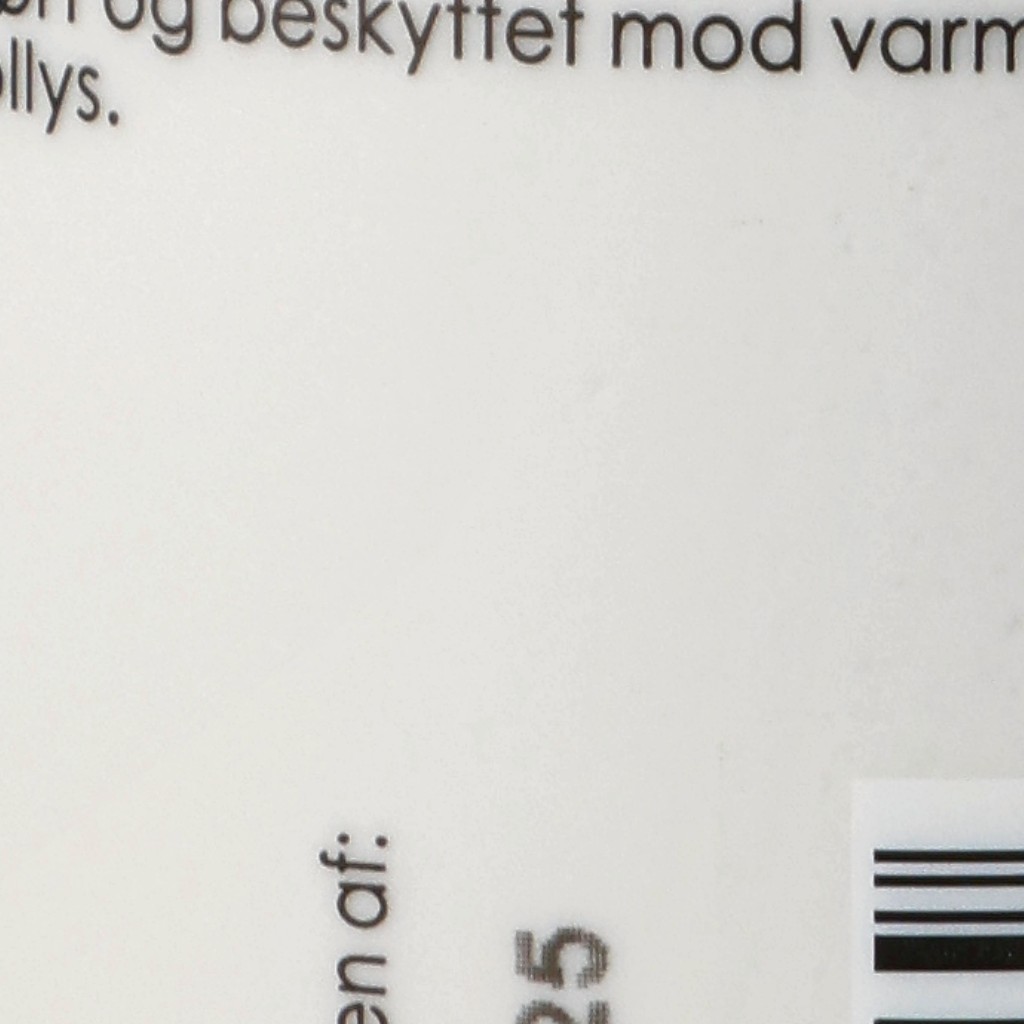 og beskyttet mod varm
llys.
en af:
25